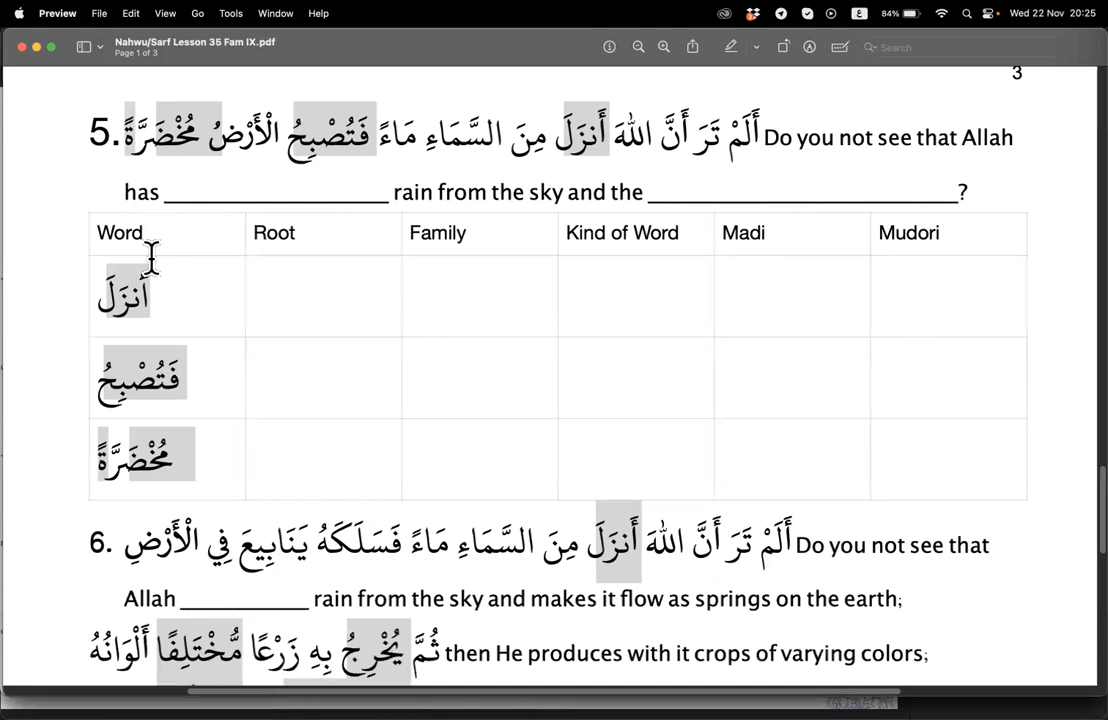 Preview File Edit View Go Tools Window Help 84% Wed 22 Nov 20:25
Nahwu/Sarf Lesson 35 Fam IX.pdf
Page 1 of 3
Search
3
5. أَلَمْ تَرَ أَنَّ اللهَ أَنزَلَ مِنَ السَّمَاءِ مَاءً فَتُصْبِحُ الْأَرْضُ مُخْضَرَّةً Do you not see that Allah
has ____________________ rain from the sky and the ____________________________?
Word Root Family Kind of Word Madi Mudori
أَنزَلَ
فَتُصْبِحُ
مُخْضَرَّةً
6. أَلَمْ تَرَ أَنَّ اللهَ أَنزَلَ مِنَ السَّمَاءِ مَاءً فَسَلَكَهُ يَنَابِيعَ فِي الْأَرْضِ Do you not see that
Allah ___________ rain from the sky and makes it flow as springs on the earth;
ثُمَّ يُخْرِجُ بِهِ زَرْعًا مُّخْتَلِفًا أَلْوَانُهُ then He produces with it crops of varying colors;